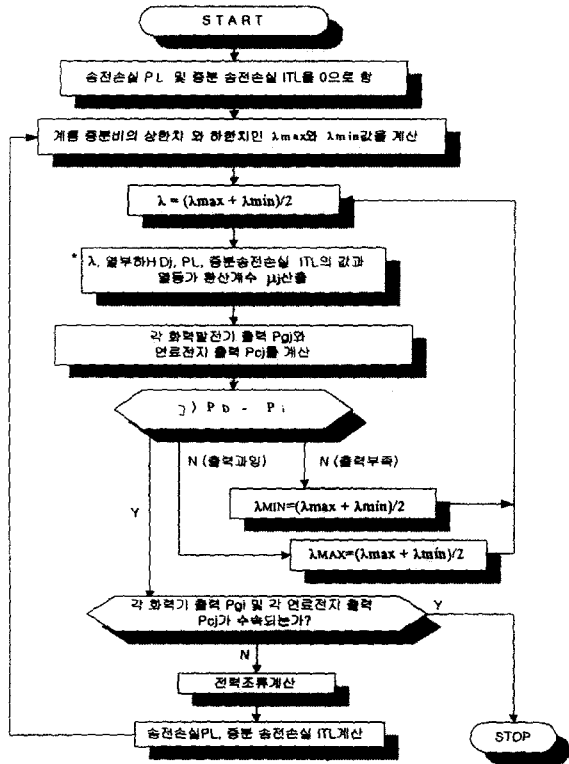 START
송전손실 PL 및 증분 송전손실 ITL을 0으로 함
계통 증분비의 상한치 와 하한치인 λmax와 λmin값을 계산
λ = (λmax + λmin)/2
* λ, 열부하HDj, PL, 증분송전손실 ITL의 값과
열등가 환산계수 μj산출
각 화력발전기 출력 Pgj와
연료전지 출력 Pcj를 계산
PD - Pi
N (출력과잉)
N (출력부족)
Y
λMIN=(λmax + λmin)/2
λMAX=(λmax + λmin)/2
각 화력기 출력 Pgi 및 각 연료전지 출력
Pcj가 수속되는가?
Y
N
전력조류계산
송전손실PL, 증분 송전손실 ITL계산
STOP